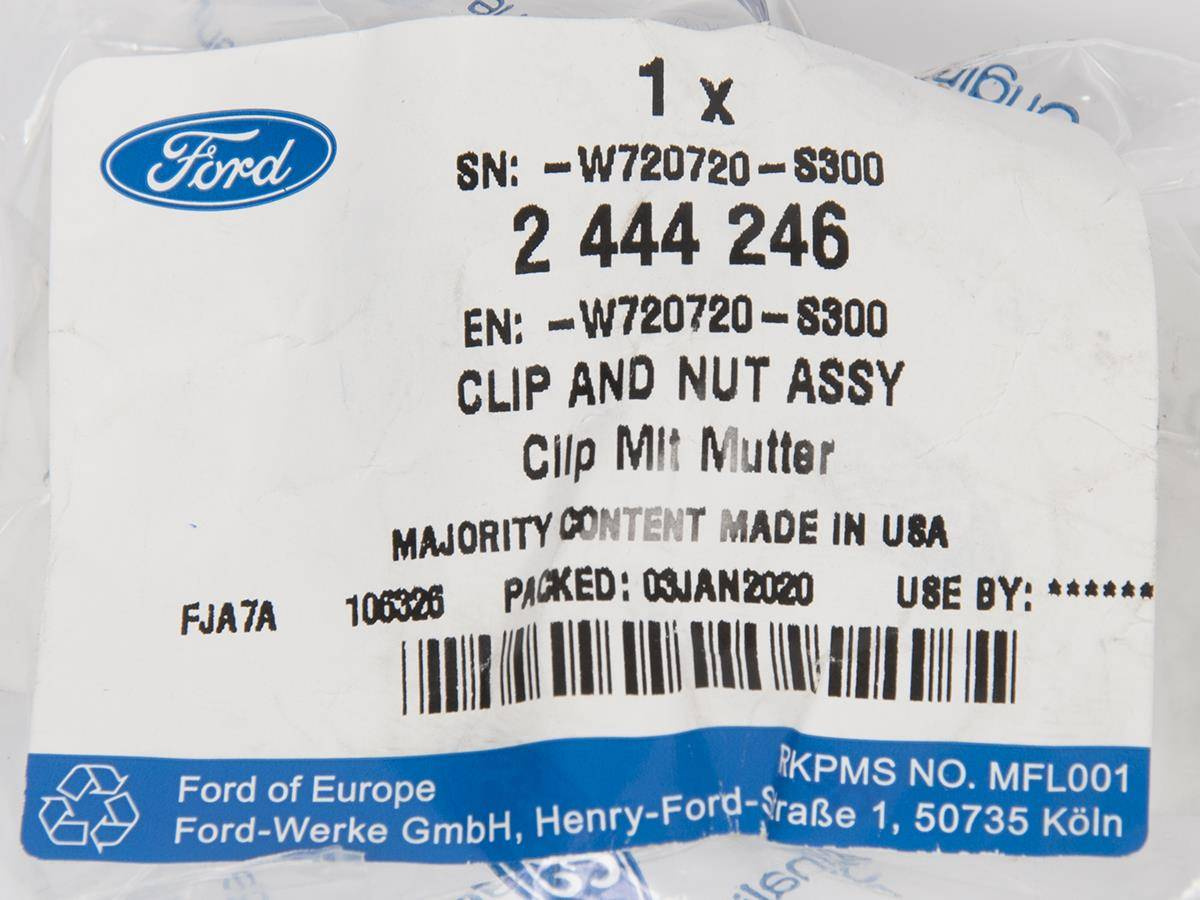 Ford
1 x
SN: -W720720-S300
2 444 246
EN: -W720720-S300
CLIP AND NUT ASSY
Clip Mit Mutter
MAJORITY CONTENT MADE IN USA
FJA7A 106326 PACKED: 03JAN2020 USE BY: ******
RKPMS NO. MFL001
Ford of Europe
Ford-Werke GmbH, Henry-Ford-Straße 1, 50735 Köln